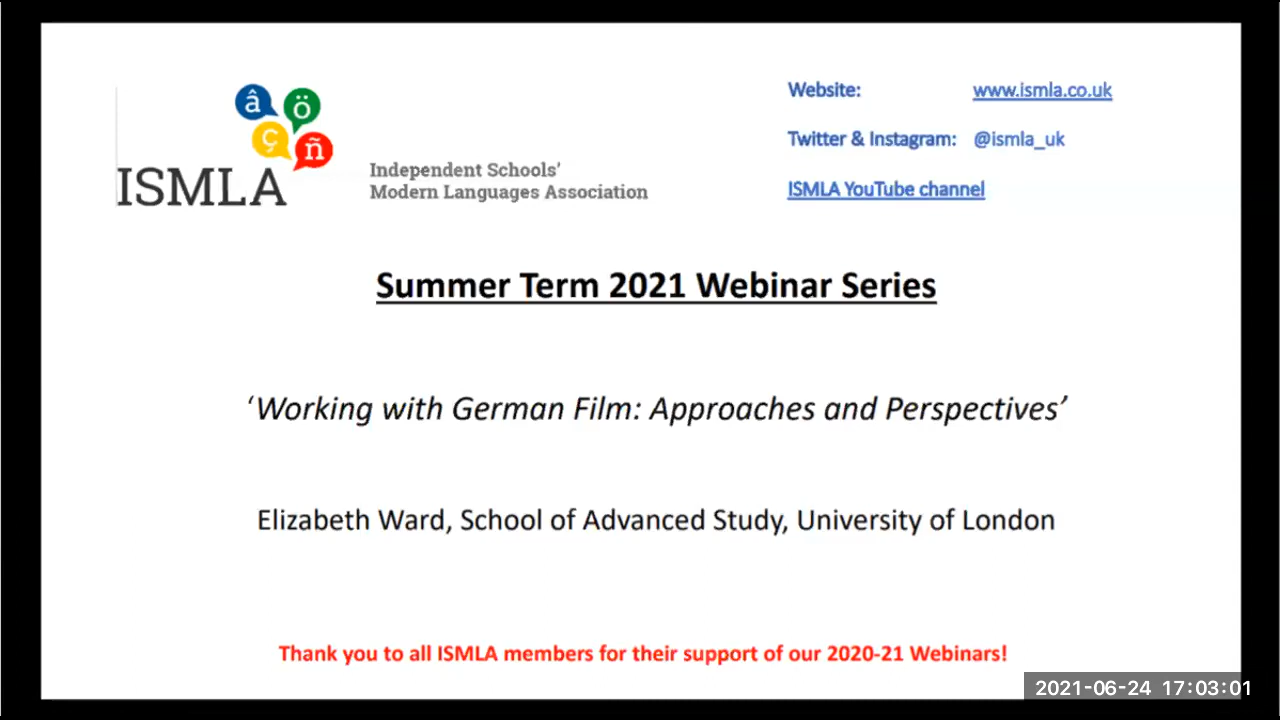 â ö
ç ñ
ISMLA
Independent Schools’
Modern Languages Association
Website: www.ismla.co.uk
Twitter & Instagram: @ismla_uk
ISMLA YouTube channel
Summer Term 2021 Webinar Series
‘Working with German Film: Approaches and Perspectives’
Elizabeth Ward, School of Advanced Study, University of London
Thank you to all ISMLA members for their support of our 2020-21 Webinars!
2021-06-24 17:03:01